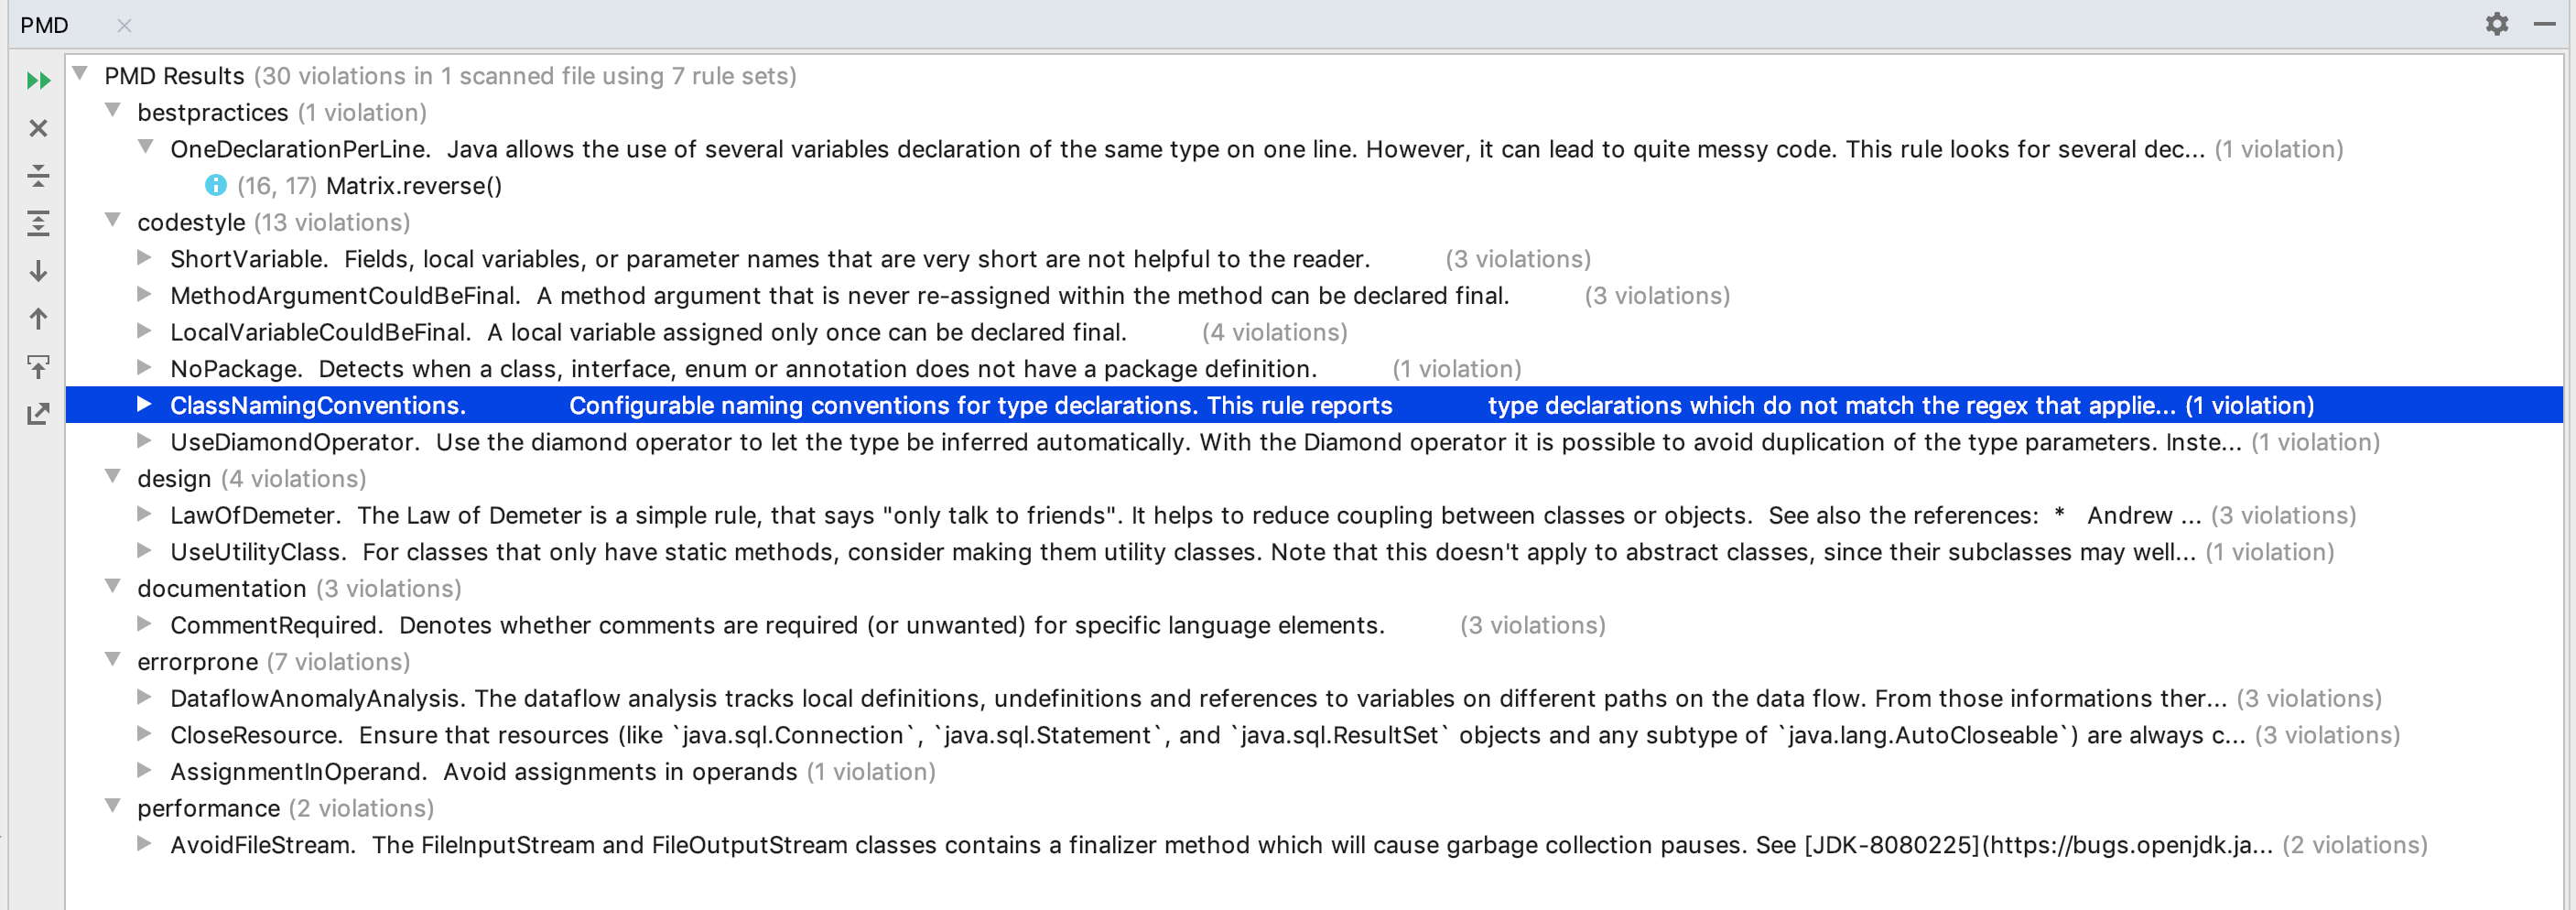 PMD
PMD Results (30 violations in 1 scanned file using 7 rule sets)
bestpractices (1 violation)
OneDeclarationPerLine. Java allows the use of several variables declaration of the same type on one line. However, it can lead to quite messy code. This rule looks for several dec... (1 violation)
(16, 17) Matrix.reverse()
codestyle (13 violations)
ShortVariable. Fields, local variables, or parameter names that are very short are not helpful to the reader. (3 violations)
MethodArgumentCouldBeFinal. A method argument that is never re-assigned within the method can be declared final. (3 violations)
LocalVariableCouldBeFinal. A local variable assigned only once can be declared final. (4 violations)
NoPackage. Detects when a class, interface, enum or annotation does not have a package definition. (1 violation)
ClassNamingConventions. Configurable naming conventions for type declarations. This rule reports type declarations which do not match the regex that applie... (1 violation)
UseDiamondOperator. Use the diamond operator to let the type be inferred automatically. With the Diamond operator it is possible to avoid duplication of the type parameters. Inste... (1 violation)
design (4 violations)
LawOfDemeter. The Law of Demeter is a simple rule, that says "only talk to friends". It helps to reduce coupling between classes or objects. See also the references: * Andrew ... (3 violations)
UseUtilityClass. For classes that only have static methods, consider making them utility classes. Note that this doesn't apply to abstract classes, since their subclasses may well... (1 violation)
documentation (3 violations)
CommentRequired. Denotes whether comments are required (or unwanted) for specific language elements. (3 violations)
errorprone (7 violations)
DataflowAnomalyAnalysis. The dataflow analysis tracks local definitions, undefinitions and references to variables on different paths on the data flow. From those informations ther... (3 violations)
CloseResource. Ensure that resources (like `java.sql.Connection`, `java.sql.Statement`, and `java.sql.ResultSet` objects and any subtype of `java.lang.AutoCloseable`) are always c... (3 violations)
AssignmentInOperand. Avoid assignments in operands (1 violation)
performance (2 violations)
AvoidFileStream. The FileInputStream and FileOutputStream classes contains a finalizer method which will cause garbage collection pauses. See [JDK-8080225](https://bugs.openjdk.ja... (2 violations)